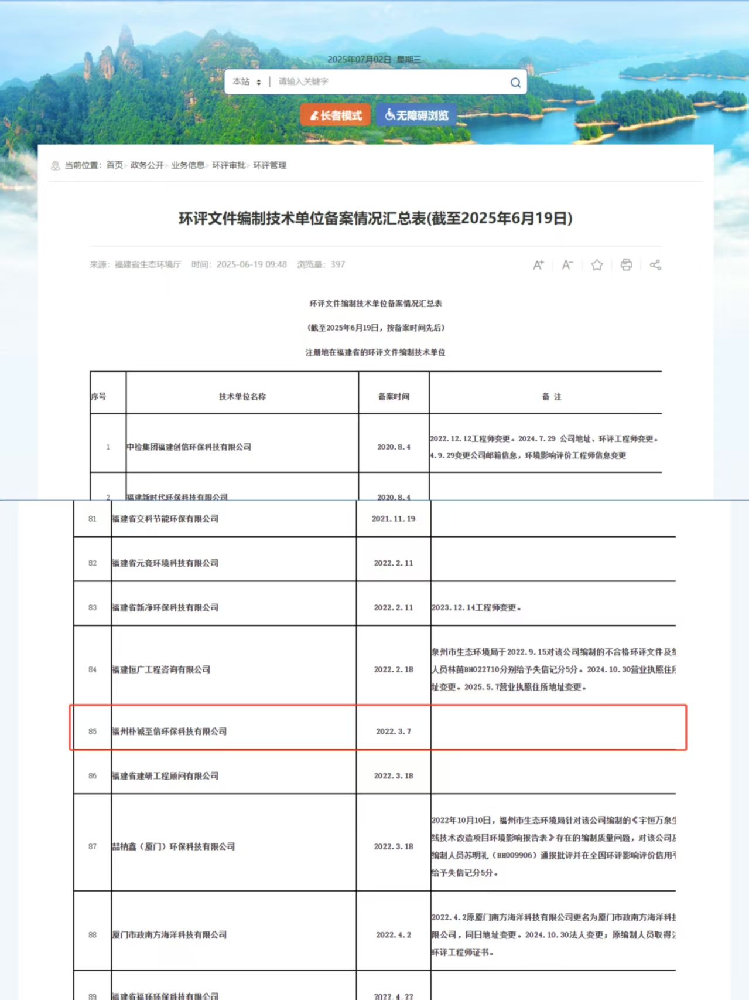 2025年07月02日 星期三
本站 请输入关键字
长者模式 无障碍浏览
当前位置：首页> 政务公开> 业务信息> 环评审批> 环评管理
环评文件编制技术单位备案情况汇总表(截至2025年6月19日)
来源：福建省生态环境厅 时间：2025-06-19 09:48 浏览量：397
环评文件编制技术单位备案情况汇总表
(截至2025年6月19日，按备案时间先后)
注册地在福建省的环评文件编制技术单位
序号 技术单位名称 备案时间 备 注
1 中检集团福建创信环保科技有限公司 2020.8.4
2022.12.12工程师变更。2024.7.29 公司地址、环评工程师变更。
4.9.29变更公司邮箱信息，环境影响评价工程师信息变更
2 福建新时代环保科技有限公司 2020.8.4
81 福建省交科节能环保有限公司 2021.11.19
82 福建省元竞环境科技有限公司 2022.2.11
83 福建省新净环保科技有限公司 2022.2.11 2023.12.14工程师变更。
84 福建恒广工程咨询有限公司 2022.2.18
泉州市生态环境局于2022.9.15对该公司编制的不合格环评文件及
人员林苗BH022710分别给予失信记分5分。2024.10.30营业执照住所
址变更。2025.5.7营业执照住所地址变更。
85 福州朴诚至信环保科技有限公司 2022.3.7
86 福建省建研工程顾问有限公司 2022.3.18
87 喆衲鑫（厦门）环保科技有限公司 2022.3.18
2022年10月10日，福州市生态环境局针对该公司编制的《宇恒万泉生
线技术改造项目环境影响报告表》存在的编制质量问题，对该公司及
编制人员苏明礼（BH009906）通报批评并在全国环评影响评价信用平
给予失信记分5分。
88 厦门市政南方海洋科技有限公司 2022.4.2
2022.4.2原厦门南方海洋科技有限公司更名为厦门市政南方海洋科技
限公司，同日地址变更。2024.10.30法人变更；原编制人员取得注
环评工程师证书。
89 福建省福环环保科技有限公司 2022.4.22